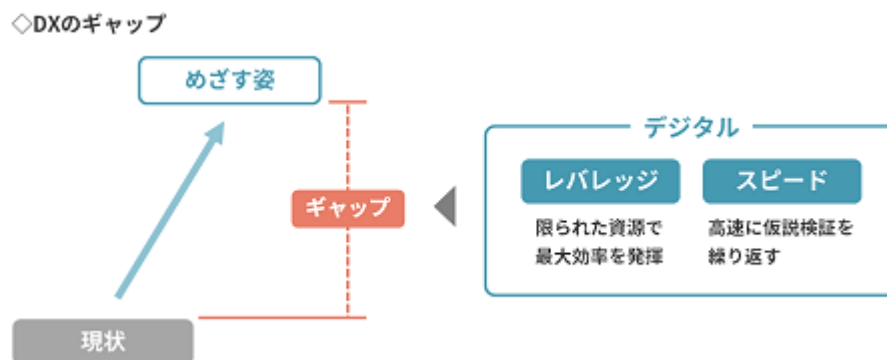 ◇DXのギャップ
めざす姿
ギャップ
現状
デジタル
レバレッジ
限られた資源で
最大効率を発揮
スピード
高速に仮説検証を
繰り返す